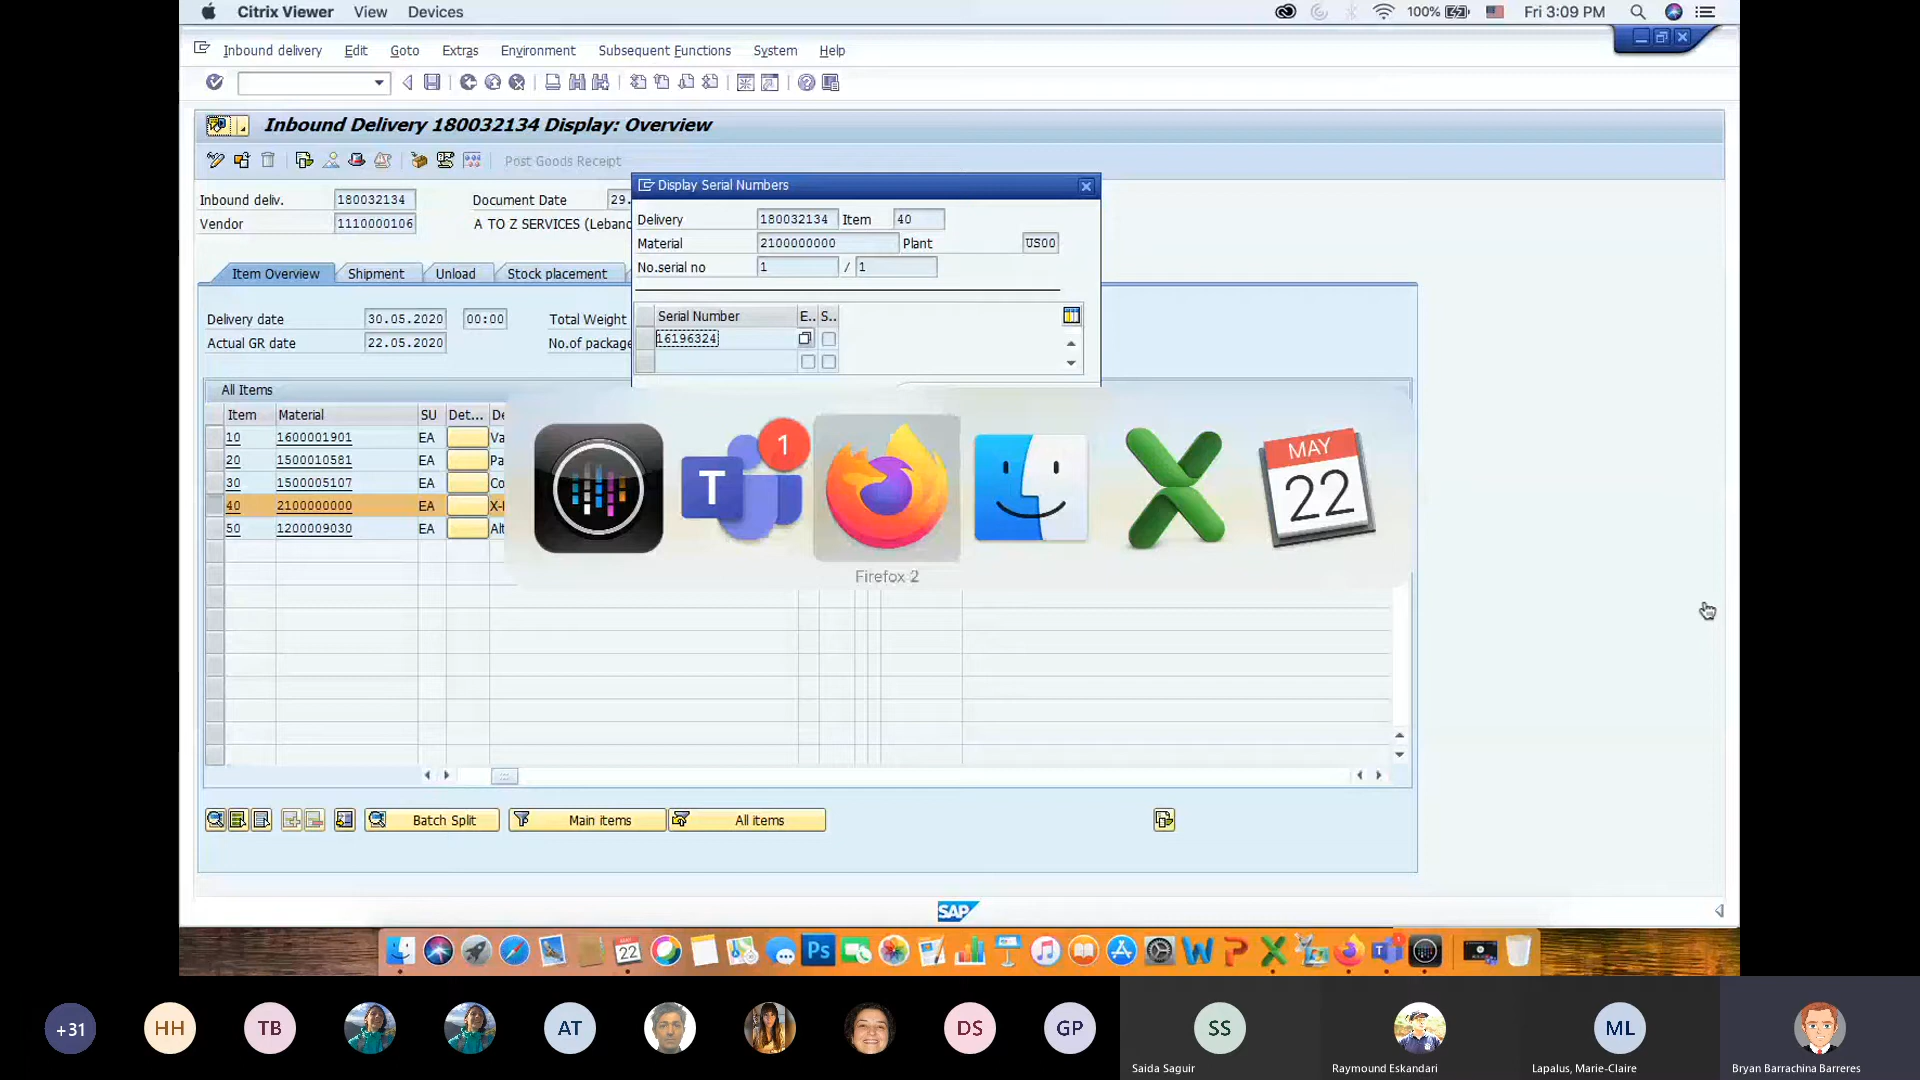 Citrix Viewer View Devices 100% Fri 3:09 PM
Inbound delivery Edit Goto Extras Environment Subsequent Functions System Help
Inbound Delivery 180032134 Display: Overview
Post Goods Receipt
Inbound deliv. 180032134 Document Date 29.
Vendor 1110000106 A TO Z SERVICES (Lebano
Display Serial Numbers
Delivery 180032134 Item 40
Material 2100000000 Plant US00
No.serial no 1 / 1
Serial Number E.. S..
16196324
Item Overview Shipment Unload Stock placement
Delivery date 30.05.2020 00:00 Total Weight
Actual GR date 22.05.2020 No.of package
All Items
Item Material SU Det... De
10 1600001901 EA Va
20 1500010581 EA Pa
30 1500005107 EA Co
40 2100000000 EA X-
50 1200009030 EA Alt
1
T
MAY
22
Firefox 2
Batch Split Main items All items
SAP
MAY
22
Ps
W
P
X
+31
HH
TB
AT
DS
GP
SS
ML
Saida Saguir
Raymound Eskandari
Lapalus, Marie-Claire
Bryan Barrachina Barreres